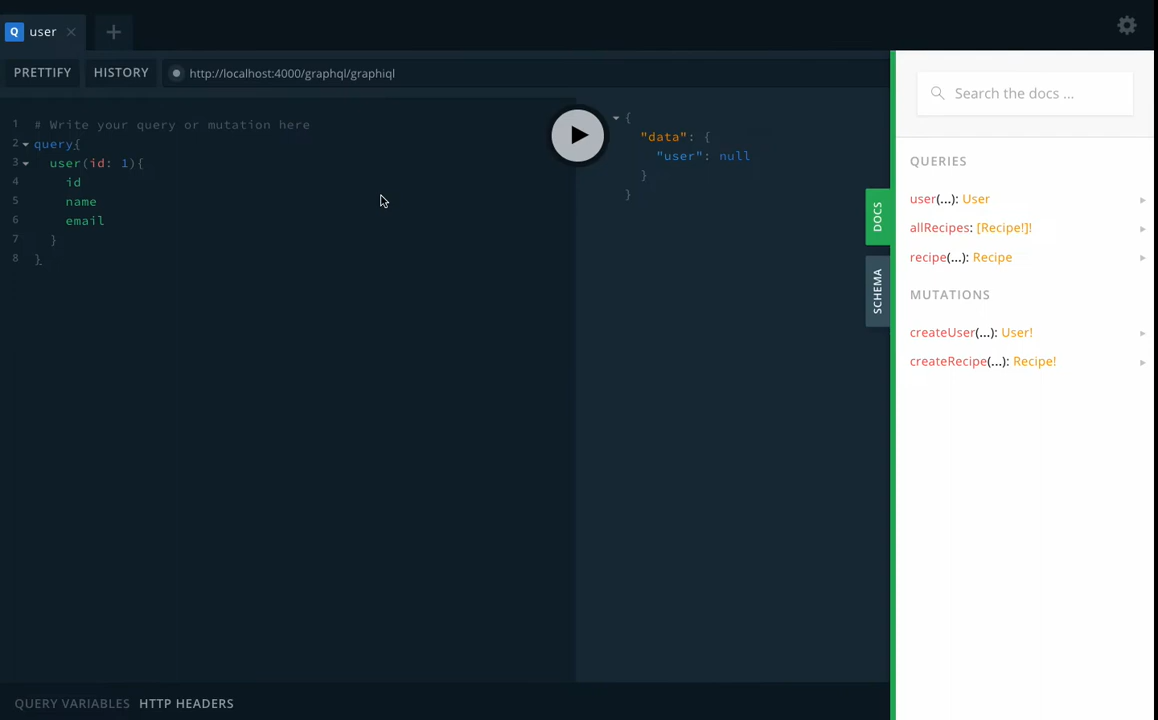 Q user ×
PRETTIFY HISTORY http://localhost:4000/graphql/graphiql
1 # Write your query or mutation here
2 query{
3 user(id: 1){
4 id
5 name
6 email
7 }
8 }
{
"data": {
"user": null
}
}
DOCS
SCHEMA
Search the docs ...
QUERIES
user(...): User
allRecipes: [Recipe!]!
recipe(...): Recipe
MUTATIONS
createUser(...): User!
createRecipe(...): Recipe!
QUERY VARIABLES HTTP HEADERS